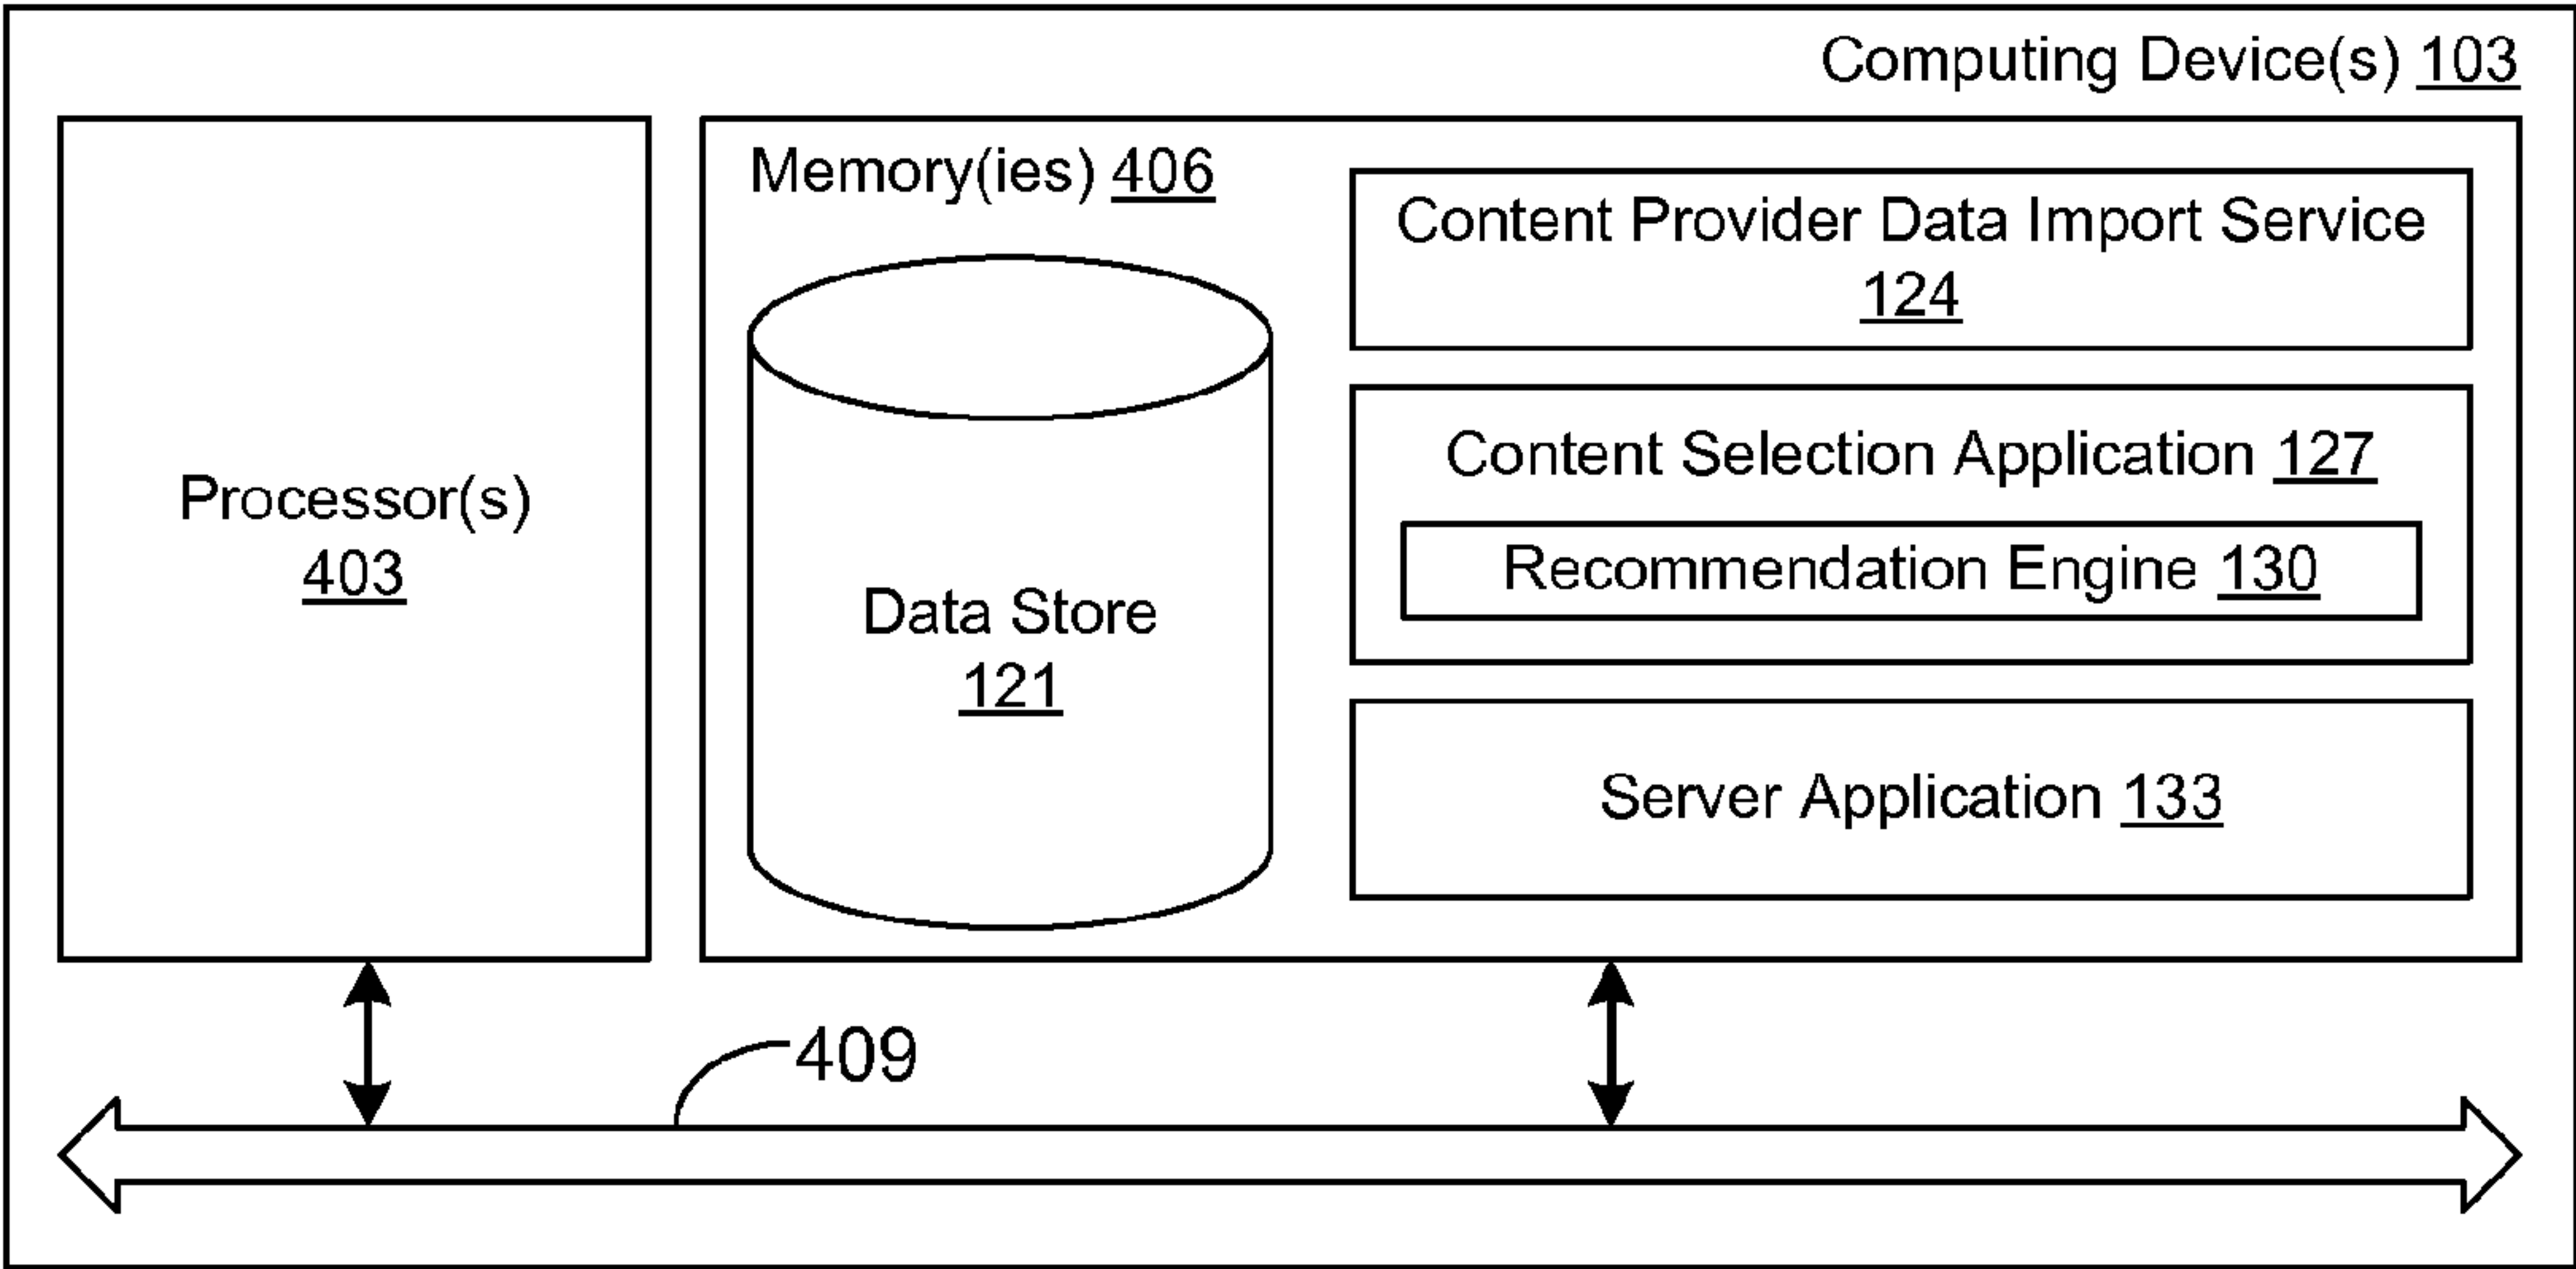 Computing Device(s) 103
Processor(s)
403
Memory(ies) 406
Data Store
121
Content Provider Data Import Service
124
Content Selection Application 127
Recommendation Engine 130
Server Application 133
409